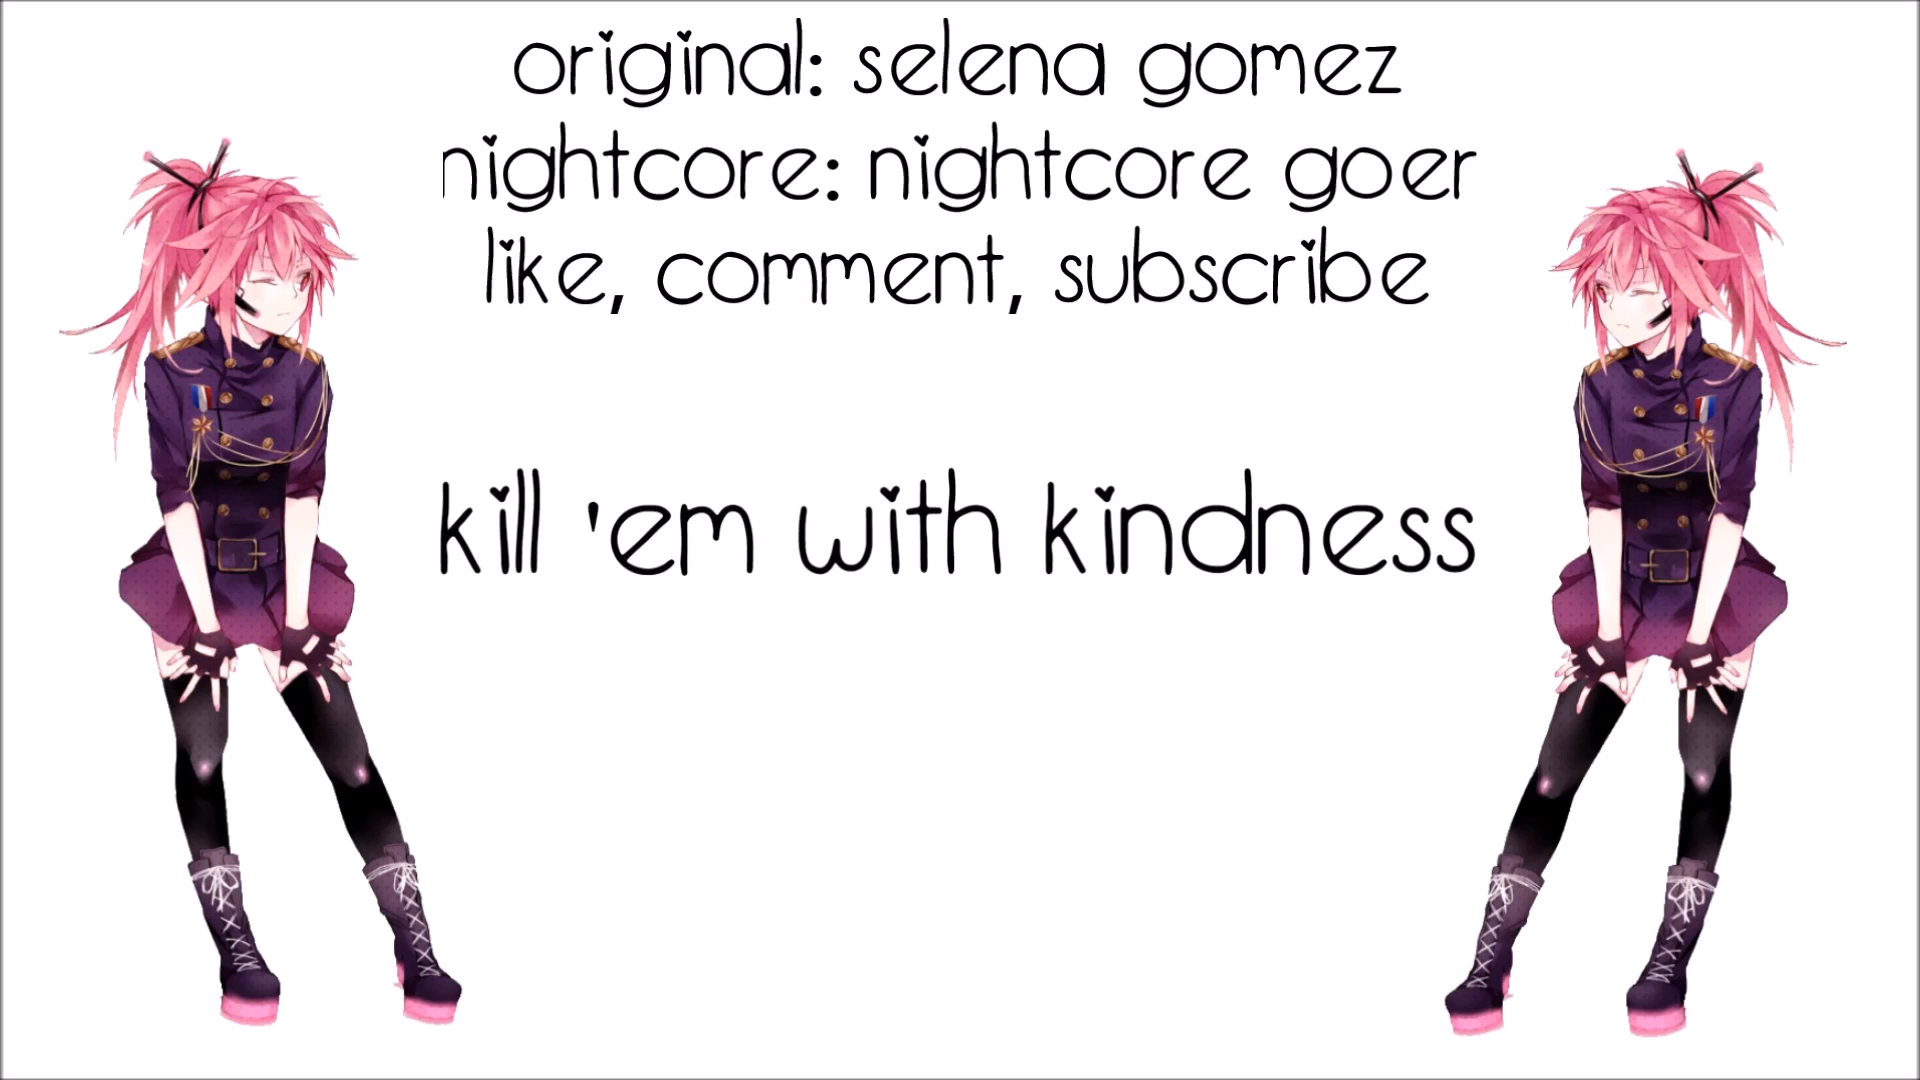 original: selena gomez
nightcore: nightcore goer
like, comment, subscribe
kill 'em with kindness